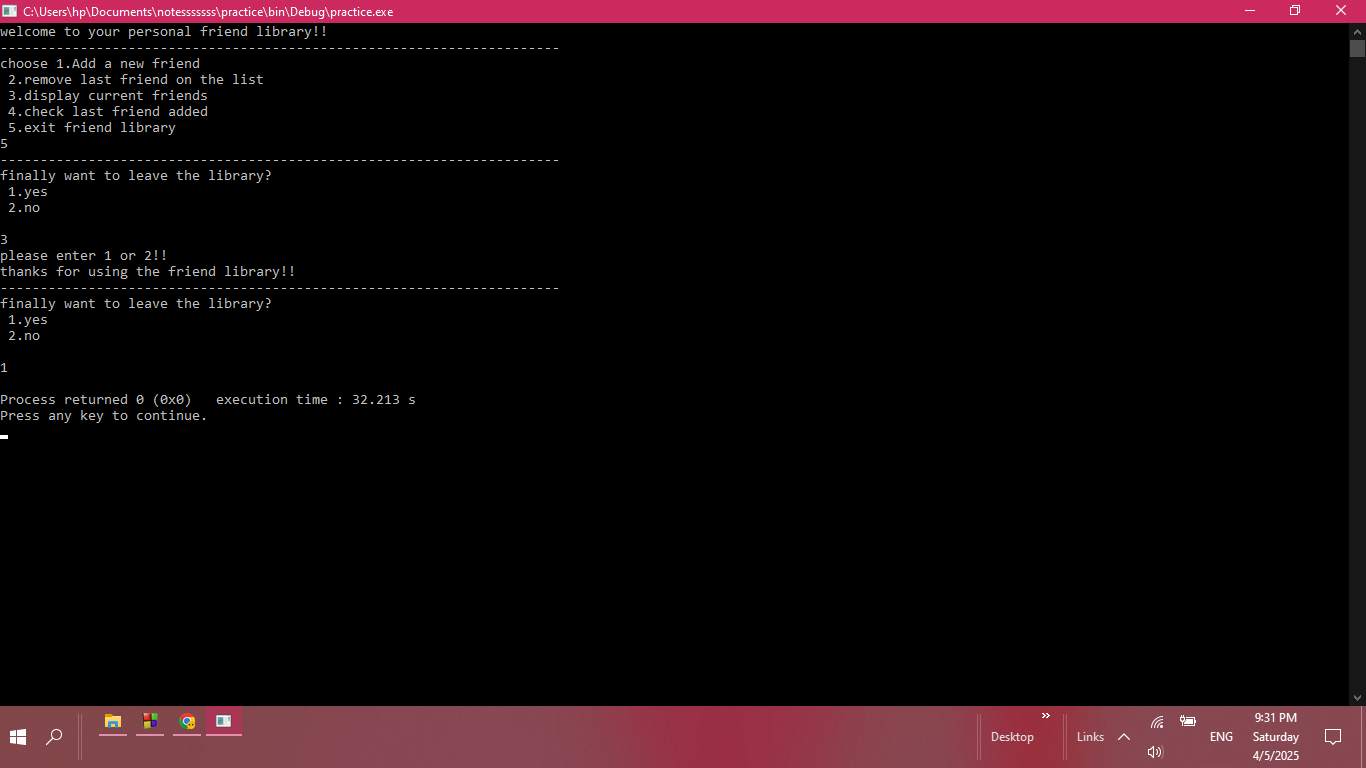 C:\Users\hp\Documents\notesssssss\practice\bin\Debug\practice.exe
welcome to your personal friend library!!
----------------------------------------------------------------------
choose 1.Add a new friend
 2.remove last friend on the list
 3.display current friends
 4.check last friend added
 5.exit friend library
5
----------------------------------------------------------------------
finally want to leave the library?
 1.yes
 2.no

3
please enter 1 or 2!!
thanks for using the friend library!!
----------------------------------------------------------------------
finally want to leave the library?
 1.yes
 2.no

1

Process returned 0 (0x0)   execution time : 32.213 s
Press any key to continue.
Desktop
»
Links
ENG
9:31 PM
Saturday
4/5/2025